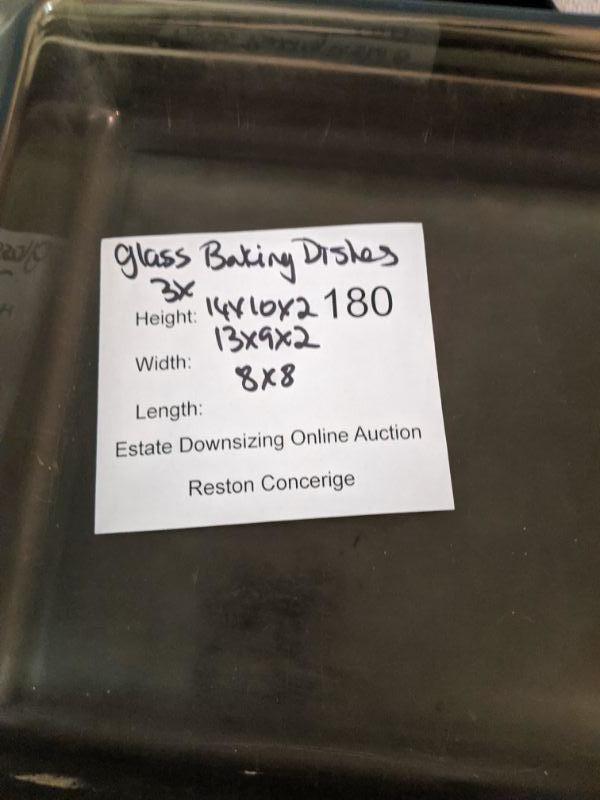 Glass Baking Dishes
3x
Height: 14x10x2 180
13x9x2
Width:
8x8
Length:
Estate Downsizing Online Auction
Reston Concerige